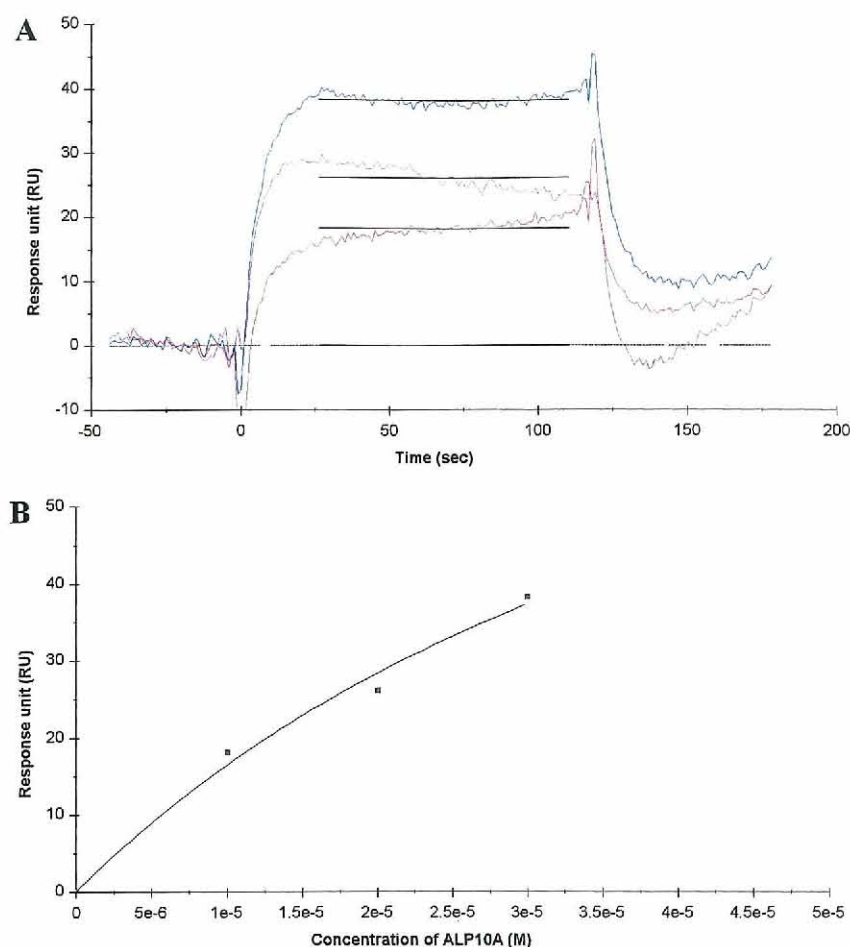 A
50
40
30
20
10
0
-10
Response unit (RU)
-50 0 50 100 150 200
Time (sec)
B
50
40
30
20
10
0
Response unit (RU)
0 5e-6 1e-5 1.5e-5 2e-5 2.5e-5 3e-5 3.5e-5 4e-5 4.5e-5 5e-5
Concentration of ALP10A (M)